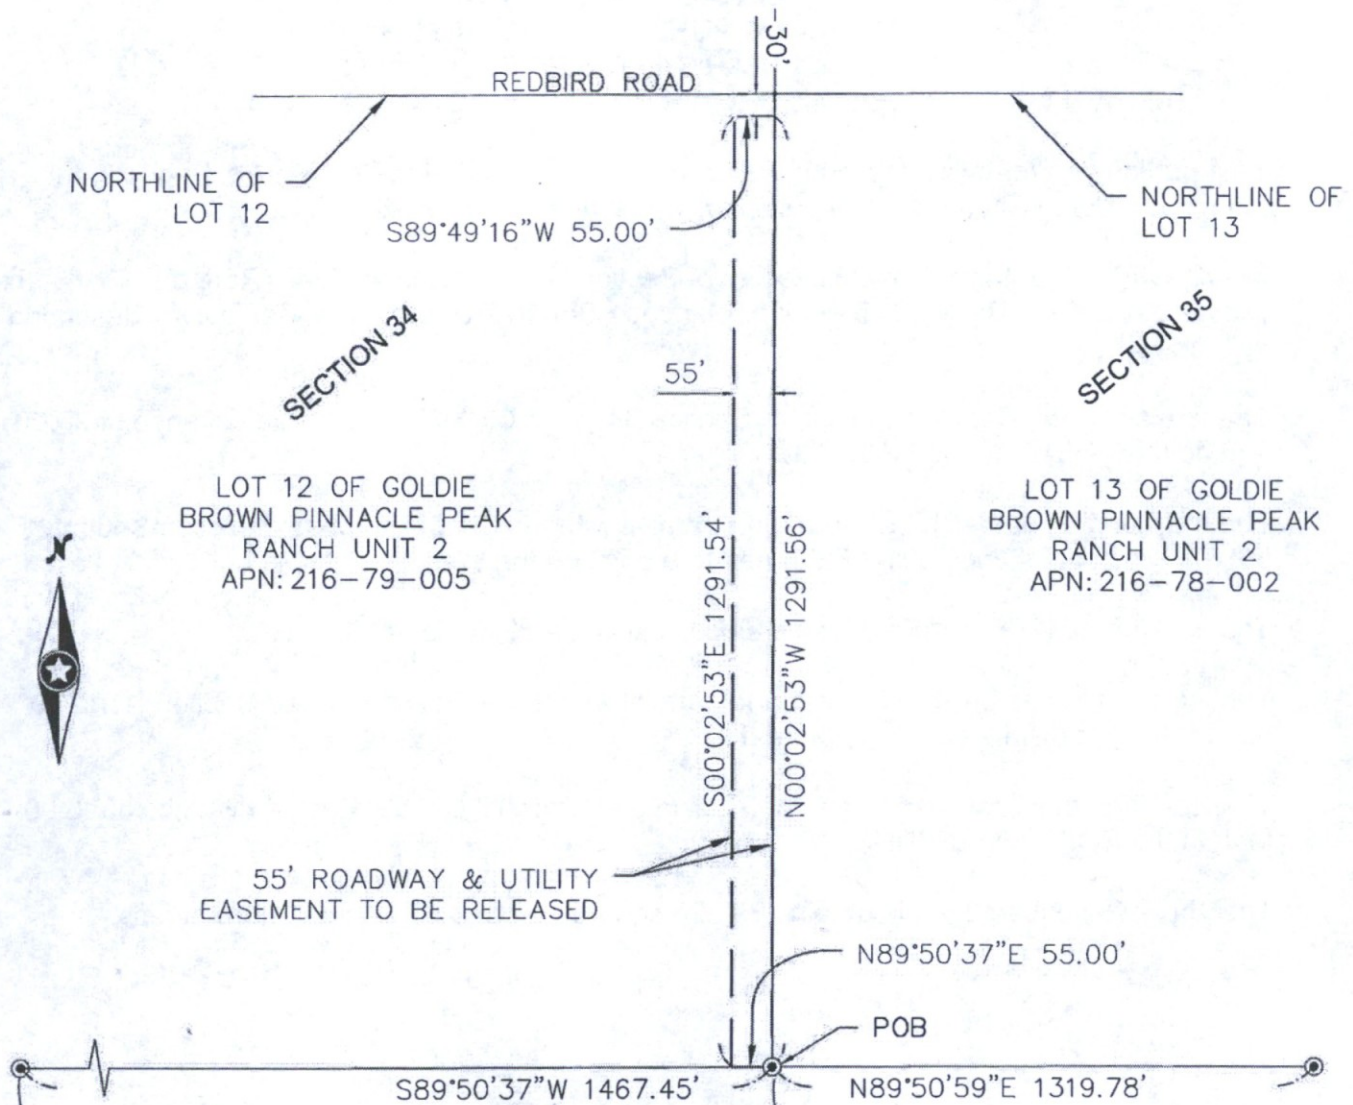 30'
REDBIRD ROAD
NORTHLINE OF
LOT 12
NORTHLINE OF
LOT 13
S89°49'16"W 55.00'
SECTION 34
SECTION 35
55'
LOT 12 OF GOLDIE
BROWN PINNACLE PEAK
RANCH UNIT 2
APN: 216-79-005
LOT 13 OF GOLDIE
BROWN PINNACLE PEAK
RANCH UNIT 2
APN: 216-78-002
N
S00°02'53"E 1291.54'
N00°02'53"W 1291.56'
55' ROADWAY & UTILITY
EASEMENT TO BE RELEASED
N89°50'37"E 55.00'
POB
S89°50'37"W 1467.45'
N89°50'59"E 1319.78'